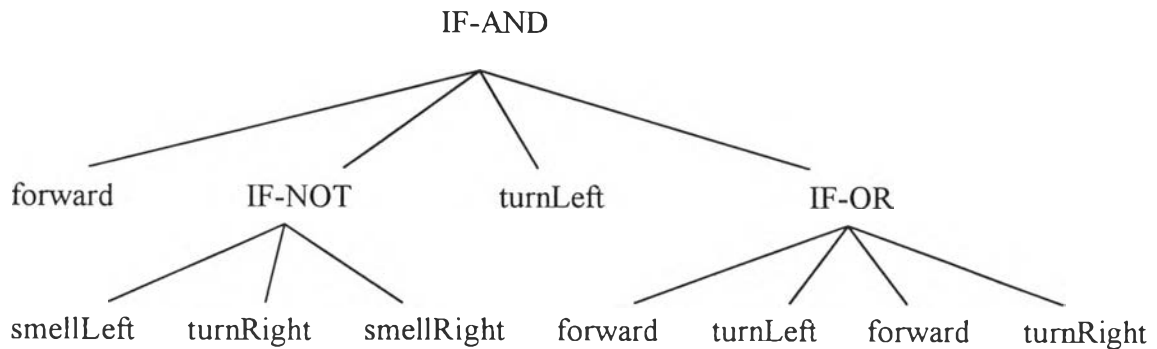 IF-AND
forward IF-NOT turnLeft IF-OR
smellLeft turnRight smellRight forward turnLeft forward turnRight